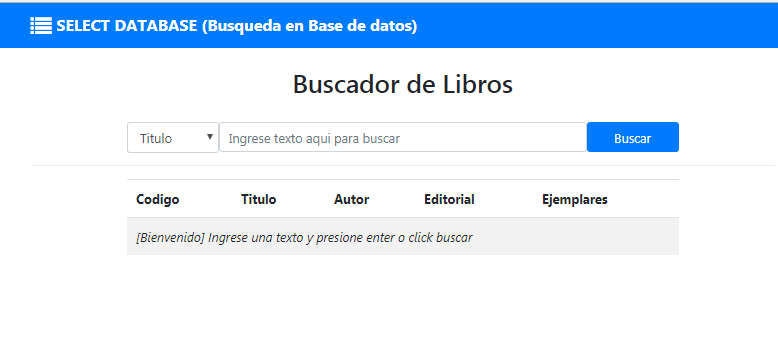 SELECT DATABASE (Busqueda en Base de datos)
Buscador de Libros
Titulo Ingrese texto aqui para buscar Buscar
Codigo Titulo Autor Editorial Ejemplares
[Bienvenido] Ingrese una texto y presione enter o click buscar